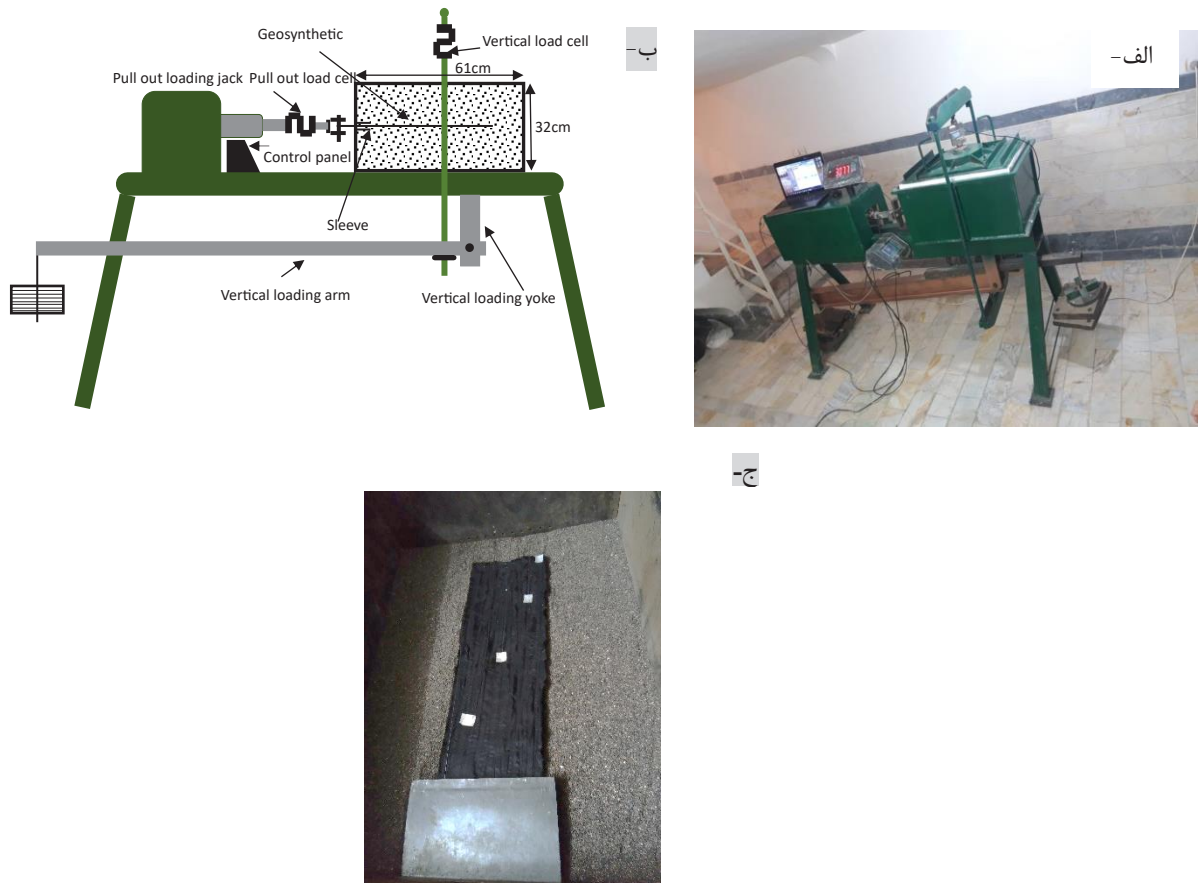 الف-
ب-
Geosynthetic
Vertical load cell
61cm
Pull out loading jack
Pull out load cell
32cm
Control panel
Sleeve
Vertical loading arm
Vertical loading yoke
ج-